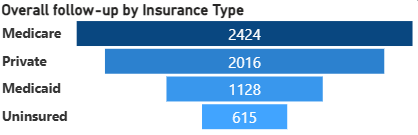 Overall follow-up by Insurance Type
Medicare 2424
Private 2016
Medicaid 1128
Uninsured 615